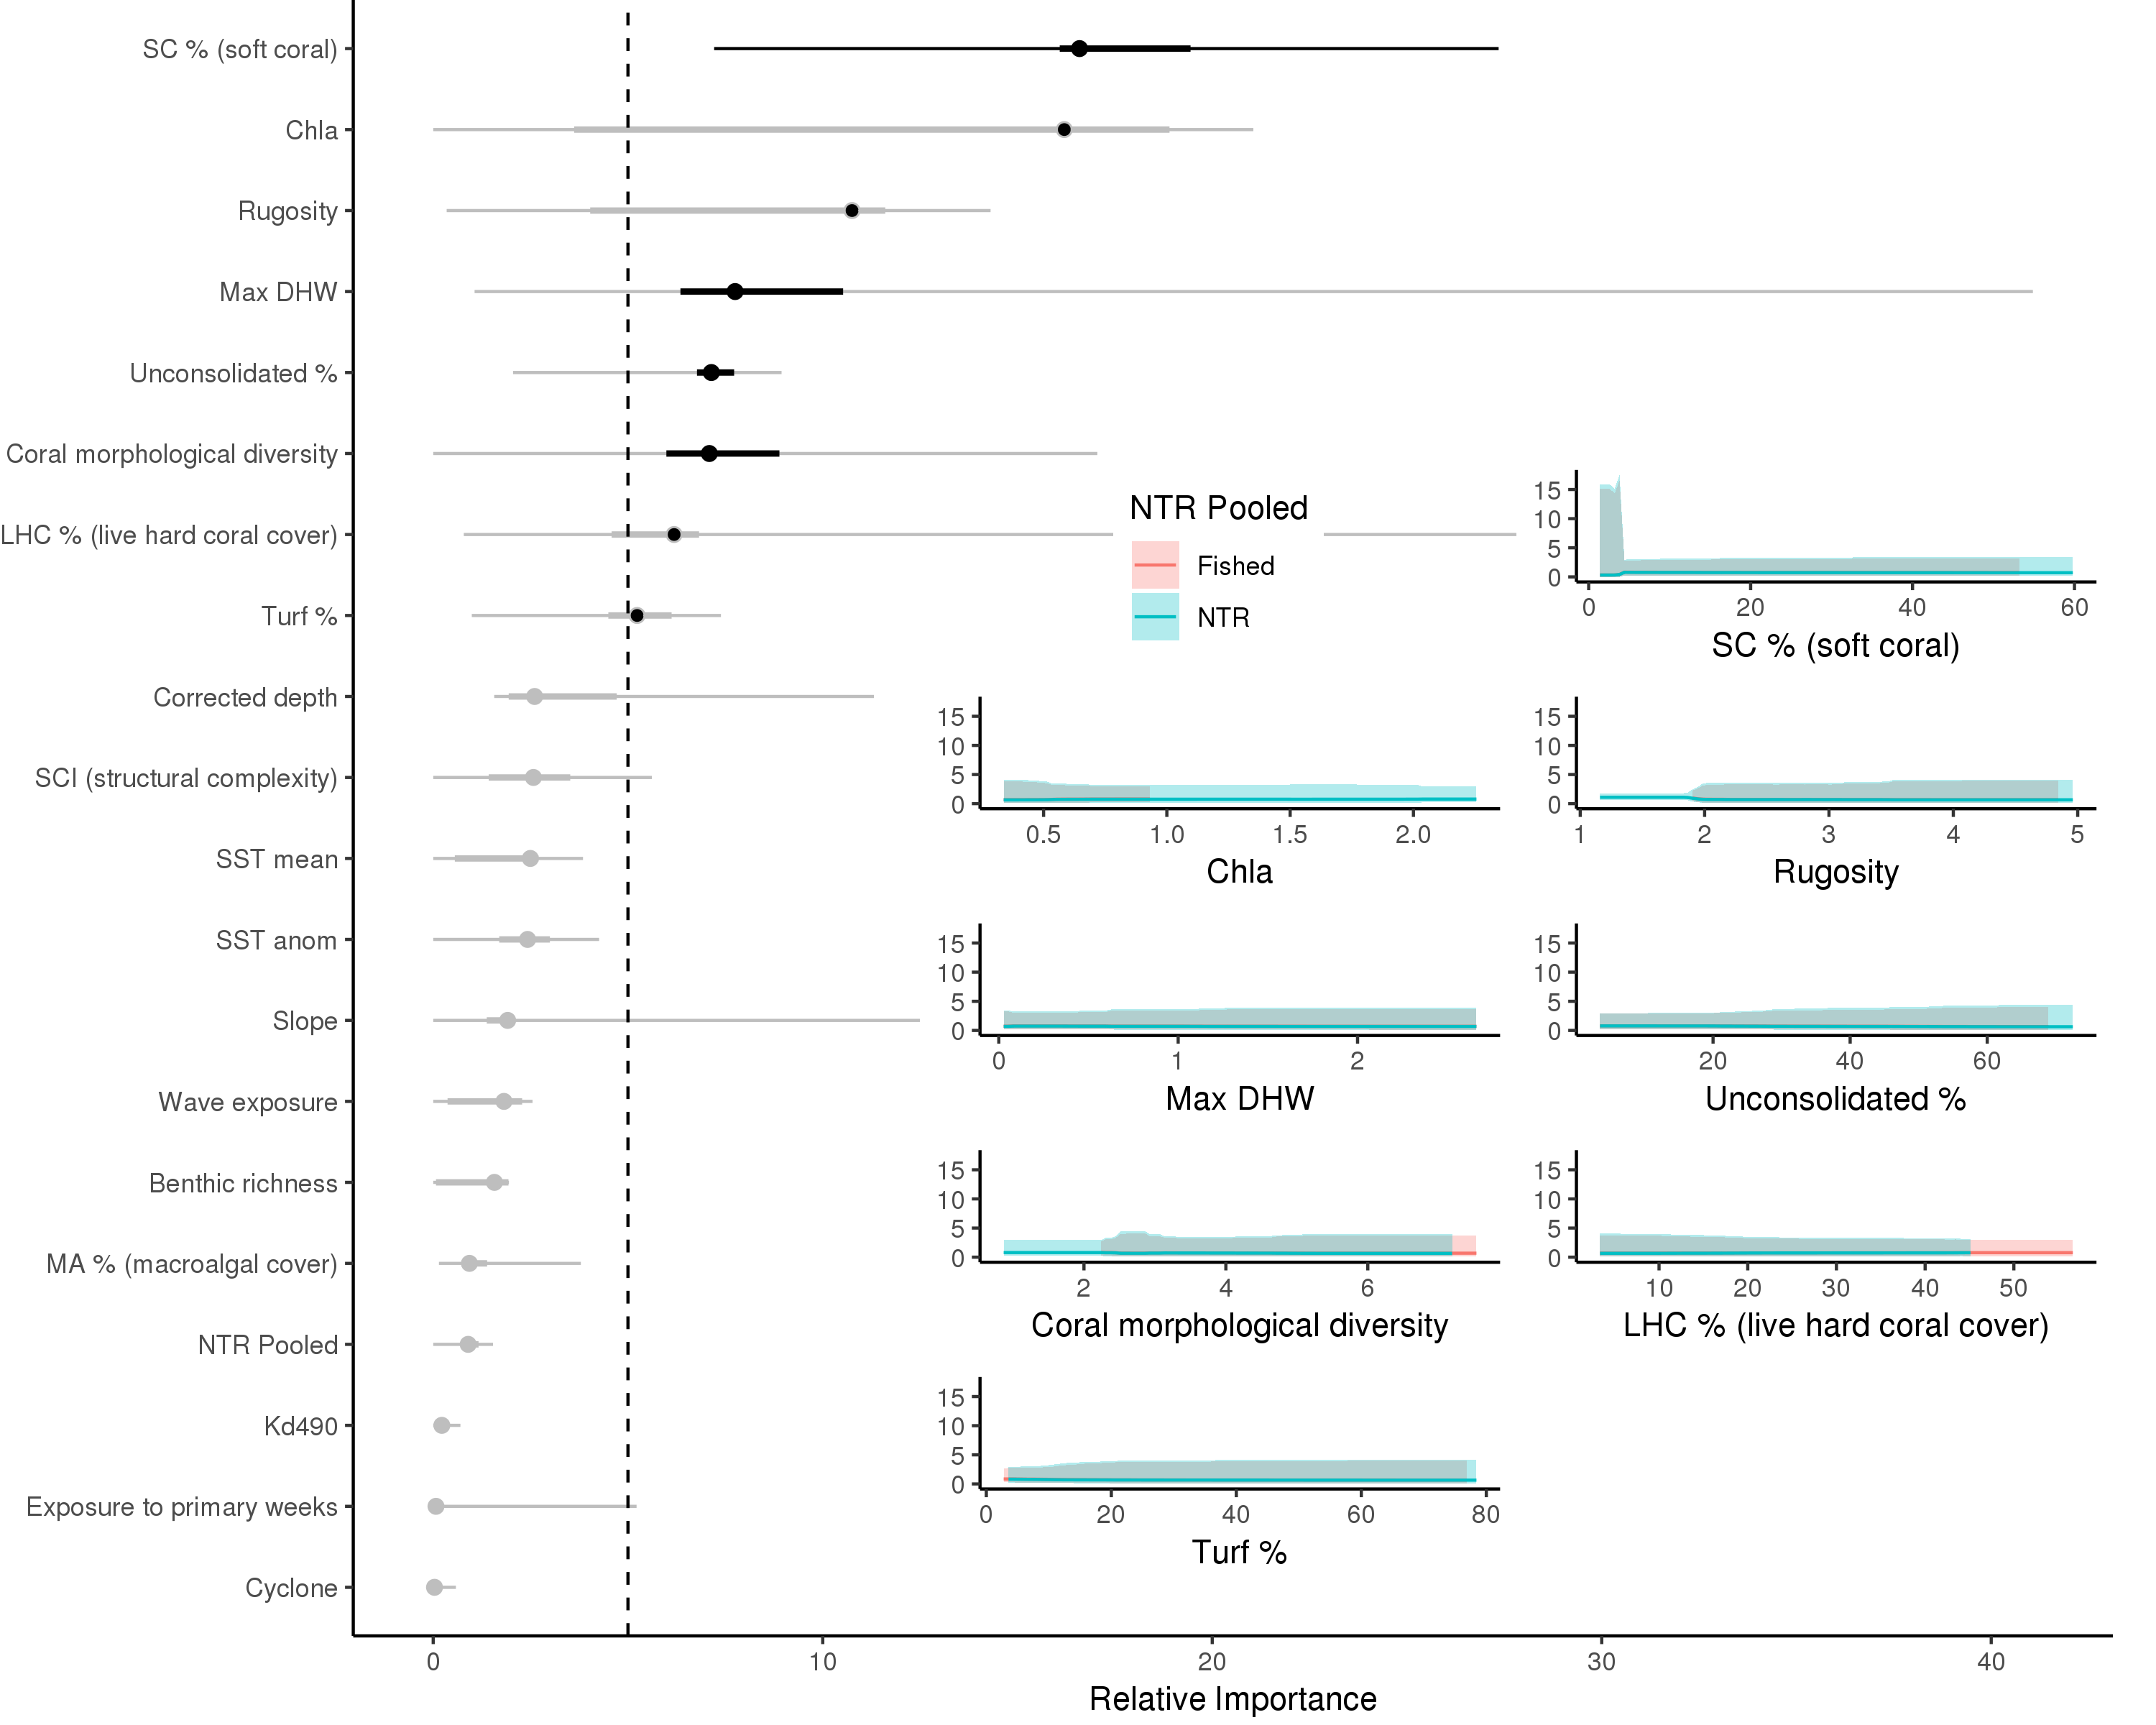 SC % (soft coral)
Chla
Rugosity
Max DHW
Unconsolidated %
Coral morphological diversity
LHC % (live hard coral cover)
Turf %
Corrected depth
SCI (structural complexity)
SST mean
SST anom
Slope
Wave exposure
Benthic richness
MA % (macroalgal cover)
NTR Pooled
Kd490
Exposure to primary weeks
Cyclone
0 10 20 30 40
Relative Importance
NTR Pooled
Fished
NTR
15
10
5
0
0 20 40 60
SC % (soft coral)
15
10
5
0
0.5 1.0 1.5 2.0
Chla
15
10
5
0
1 2 3 4 5
Rugosity
15
10
5
0
0 1 2
Max DHW
15
10
5
0
20 40 60
Unconsolidated %
15
10
5
0
2 4 6
Coral morphological diversity
15
10
5
0
10 20 30 40 50
LHC % (live hard coral cover)
15
10
5
0
0 20 40 60 80
Turf %